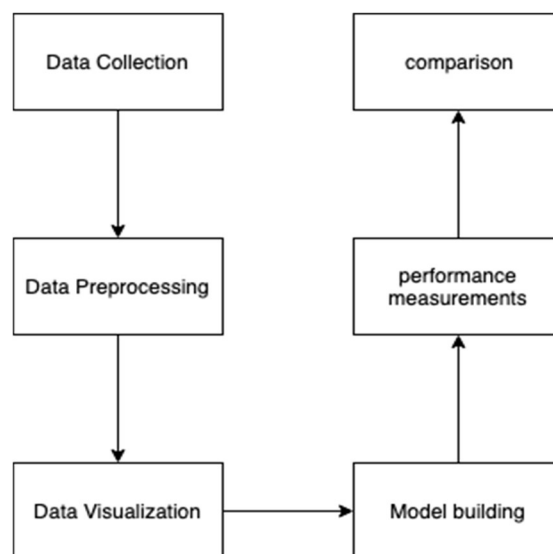 Data Collection
comparison
Data Preprocessing
performance
measurements
Data Visualization
Model building